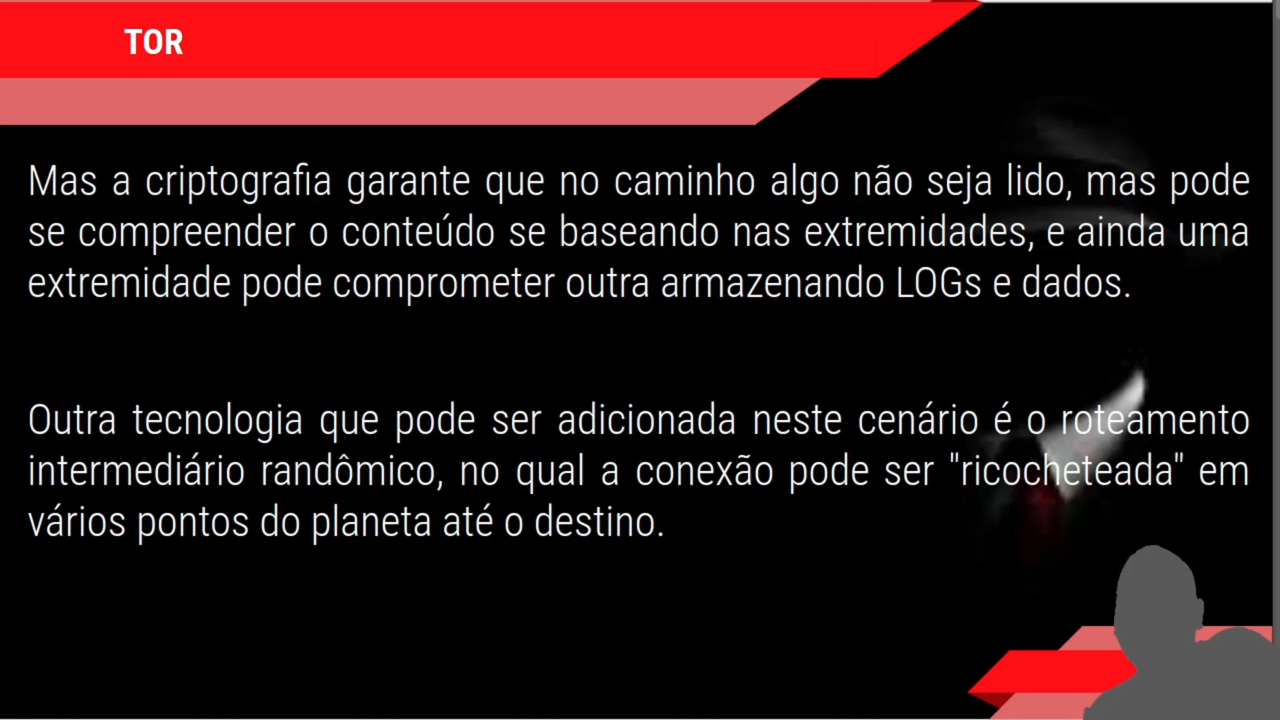 TOR
Mas a criptografia garante que no caminho algo não seja lido, mas pode
se compreender o conteúdo se baseando nas extremidades, e ainda uma
extremidade pode comprometer outra armazenando LOGs e dados.
Outra tecnologia que pode ser adicionada neste cenário é o roteamento
intermediário randômico, no qual a conexão pode ser "ricocheteada" em
vários pontos do planeta até o destino.